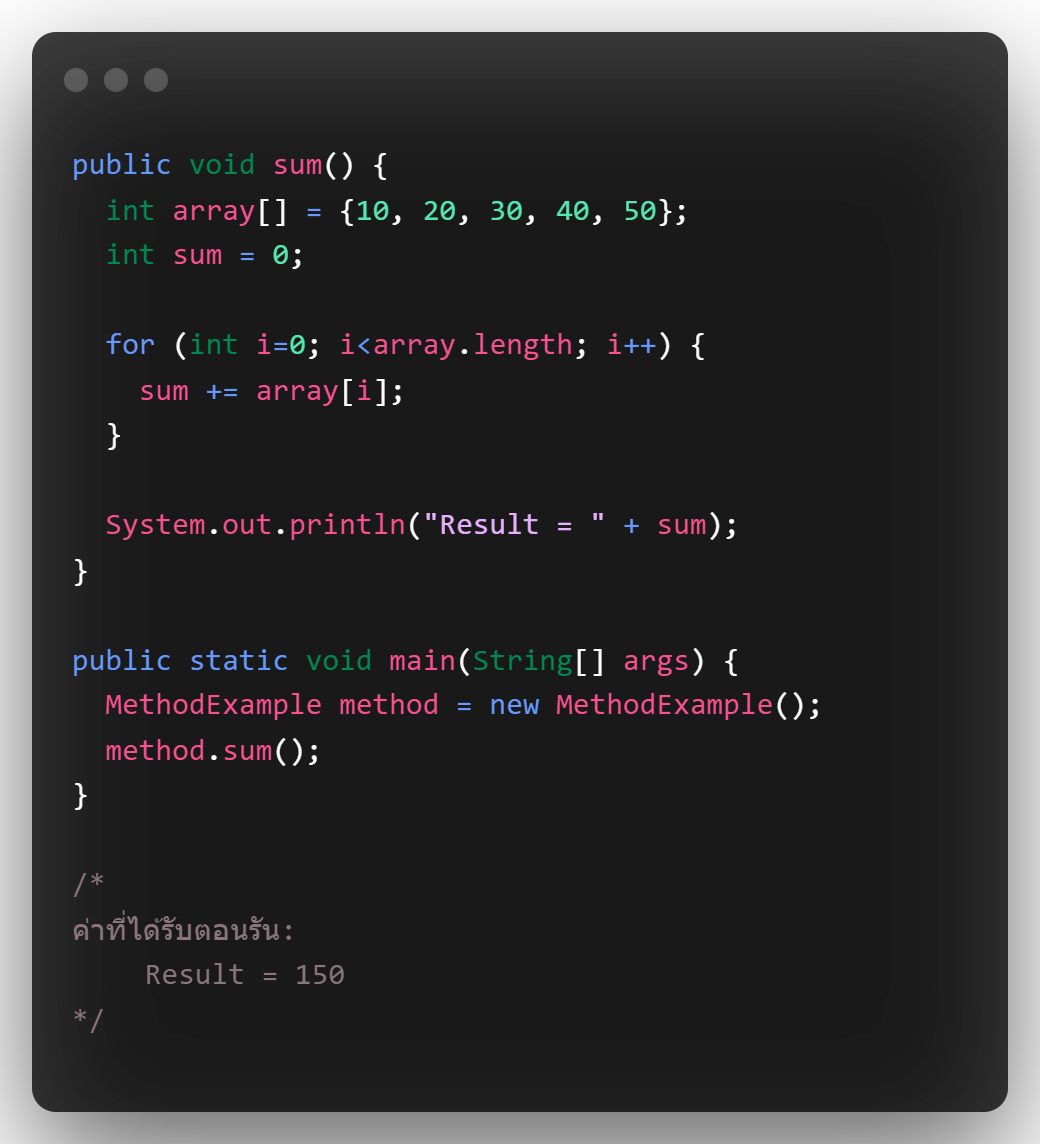 public void sum() {
  int array[] = {10, 20, 30, 40, 50};
  int sum = 0;

  for (int i=0; i<array.length; i++) {
    sum += array[i];
  }

  System.out.println("Result = " + sum);
}

public static void main(String[] args) {
  MethodExample method = new MethodExample();
  method.sum();
}

/*
ค่าที่ได้รับตอนรัน:
    Result = 150
*/